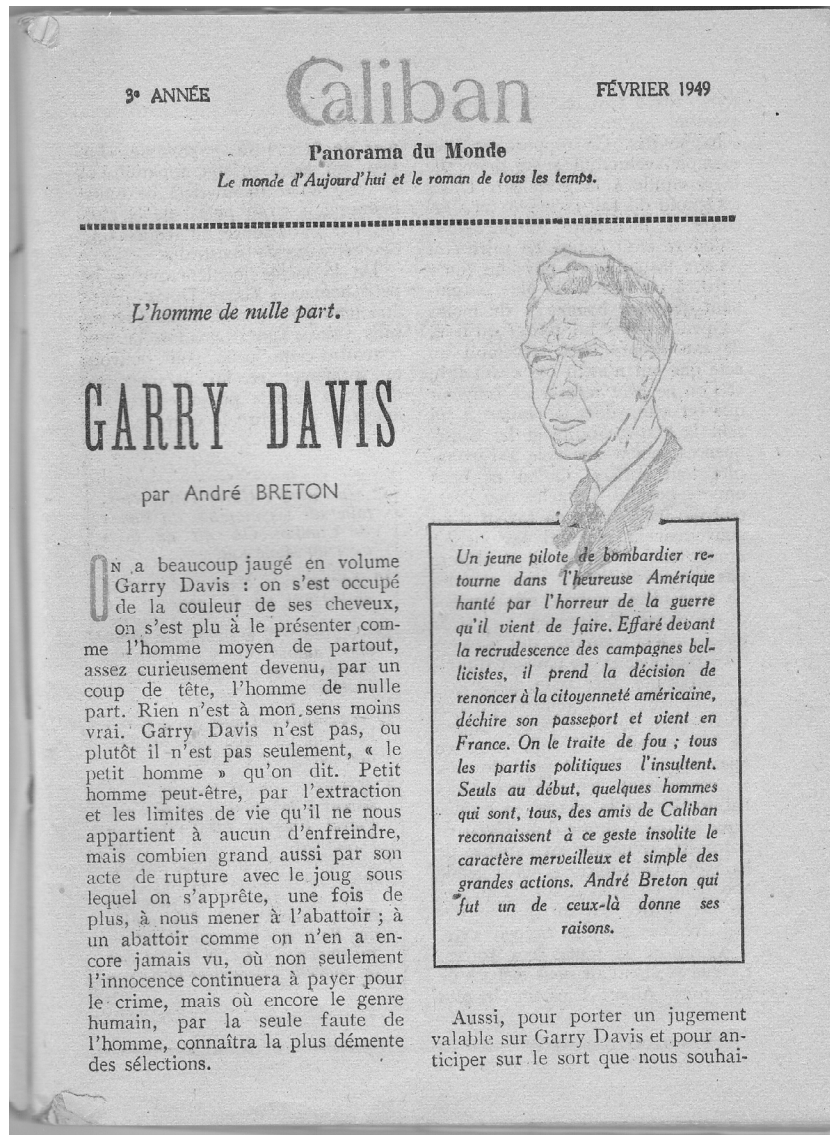 3e ANNÉE
Caliban
FÉVRIER 1949
Panorama du Monde
Le monde d'Aujourd'hui et le roman de tous les temps.
L'homme de nulle part.
GARRY DAVIS
par André BRETON
ON a beaucoup jaugé en volume
Garry Davis : on s'est occupé
de la couleur de ses cheveux,
on s'est plu à le présenter com-
me l'homme moyen de partout,
assez curieusement devenu, par un
coup de tête, l'homme de nulle
part. Rien n'est à mon sens moins
vrai. Garry Davis n'est pas, ou
plutôt il n'est pas seulement, « le
petit homme » qu'on dit. Petit
homme peut-être, par l'extraction
et les limites de vie qu'il ne nous
appartient à aucun d'enfreindre,
mais combien grand aussi par son
acte de rupture avec le joug sous
lequel on s'apprête, une fois de
plus, à nous mener à l'abattoir ; à
un abattoir comme on n'en a en-
core jamais vu, où non seulement
l'innocence continuera à payer pour
le crime, mais où encore le genre
humain, par la seule faute de
l'homme, connaîtra la plus démente
des sélections.
Un jeune pilote de bombardier re-
tourne dans l'heureuse Amérique
hanté par l'horreur de la guerre
qu'il vient de faire. Effaré devant
la recrudescence des campagnes bel-
licistes, il prend la décision de
renoncer à la citoyenneté américaine,
déchire son passeport et vient en
France. On le traite de fou ; tous
les partis politiques l'insultent.
Seuls au début, quelques hommes
qui sont, tous, des amis de Caliban
reconnaissent à ce geste insolite le
caractère merveilleux et simple des
grandes actions. André Breton qui
fut un de ceux-là donne ses
raisons.
Aussi, pour porter un jugement
valable sur Garry Davis et pour an-
ticiper sur le sort que nous souhai-